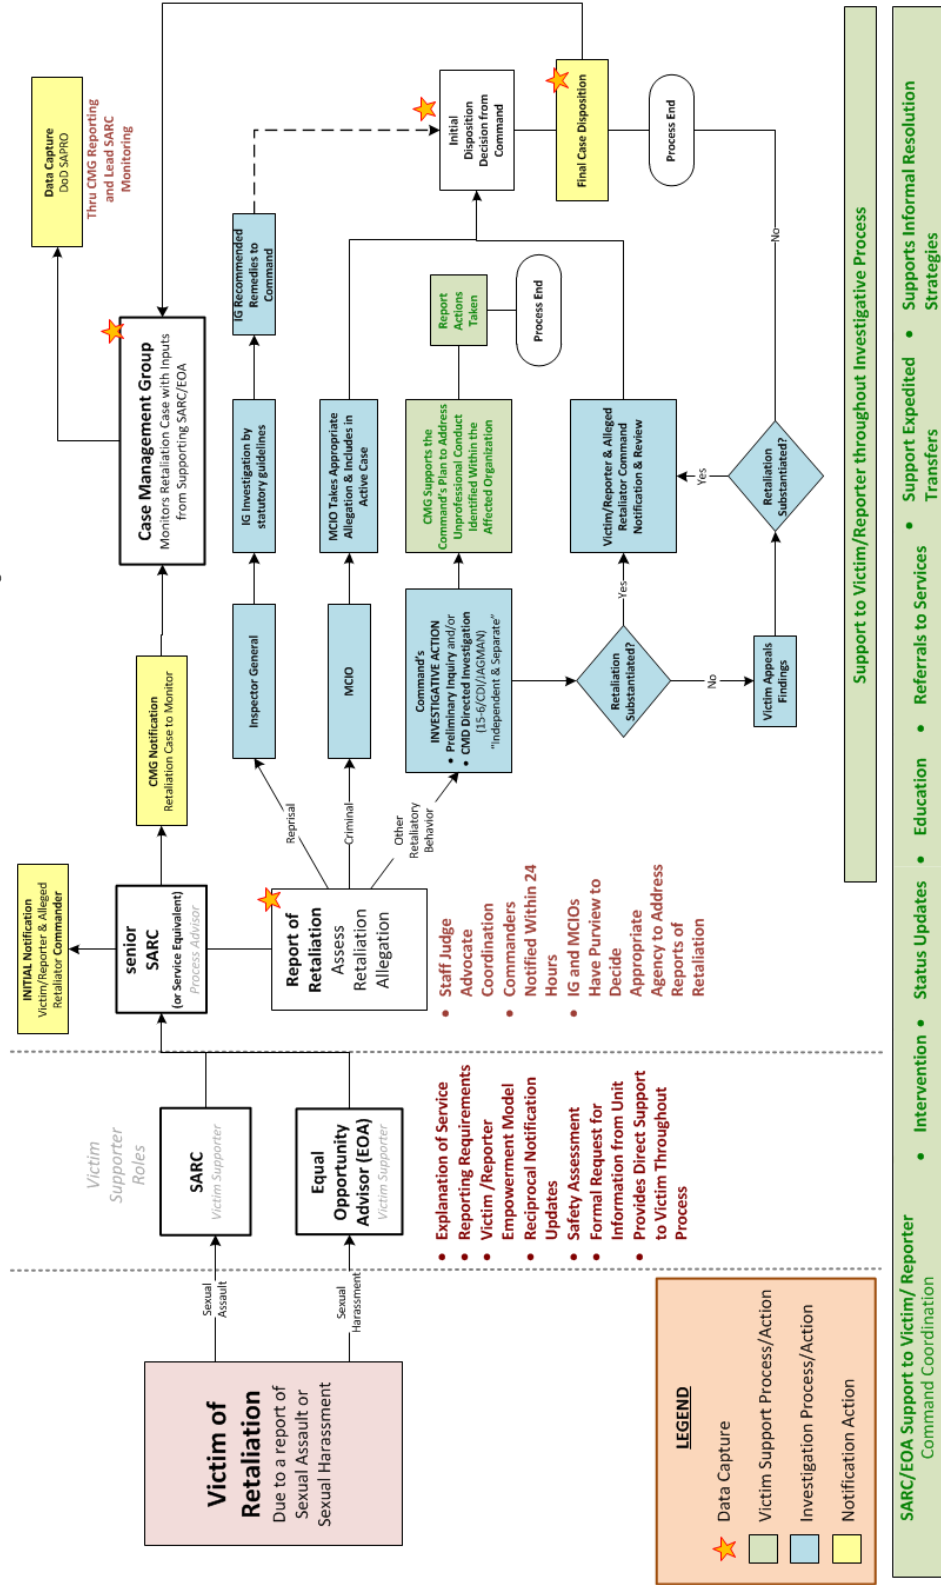 Victim of
Retaliation
Due to a report of
Sexual Assault or
Sexual Harassment
Sexual
Assault
Sexual
Harassment
Victim
Supporter
Roles
SARC
Victim Supporter
Equal
Opportunity
Advisor (EOA)
Victim Supporter
• Explanation of Service
• Reporting Requirements
• Victim /Reporter
Empowerment Model
• Reciprocal Notification
Updates
• Safety Assessment
• Formal Request for
Information from Unit
• Provides Direct Support
to Victim Throughout
Process
INITIAL Notification
Victim/Reporter & Alleged
Retaliator Commander
senior
SARC
(or Service Equivalent)
Process Advisor
Report of
Retaliation
Assess
Retaliation
Allegation
• Staff Judge
Advocate
Coordination
• Commanders
Notified Within 24
Hours
• IG and MCIOs
Have Purview to
Decide
Appropriate
Agency to Address
Reports of
Retaliation
CMG Notification
Retaliation Case to Monitor
Case Management Group
Monitors Retaliation Case with Inputs
from Supporting SARC/EOA
Data Capture
DoD SAPRO
Thru CMG Reporting
and Lead SARC
Monitoring
Reprisal
Criminal
Other
Retaliatory
Behavior
Inspector General
IG Investigation by
statutory guidelines
IG Recommended
Remedies to
Command
MCIO
MCIO Takes Appropriate
Allegation & Includes in
Active Case
Command's
INVESTIGATIVE ACTION
• Preliminary Inquiry and/or
• CMD Directed Investigation
(15-6/CDI/JAGMAN)
"Independent & Separate"
CMG Supports the
Command's Plan to Address
Unprofessional Conduct
Identified Within the
Affected Organization
Report
Actions
Taken
Process End
Retaliation
Substantiated?
Yes
No
Victim/Reporter & Alleged
Retaliator Command
Notification & Review
Victim Appeals
Findings
Retaliation
Substantiated?
Yes
No
Initial
Disposition
Decision from
Command
Final Case Disposition
Process End
LEGEND
Data Capture
Victim Support Process/Action
Investigation Process/Action
Notification Action
Support to Victim/Reporter throughout Investigative Process
SARC/EOA Support to Victim/ Reporter
Command Coordination
• Intervention • Status Updates • Education • Referrals to Services • Support Expedited
Transfers
• Supports Informal Resolution
Strategies